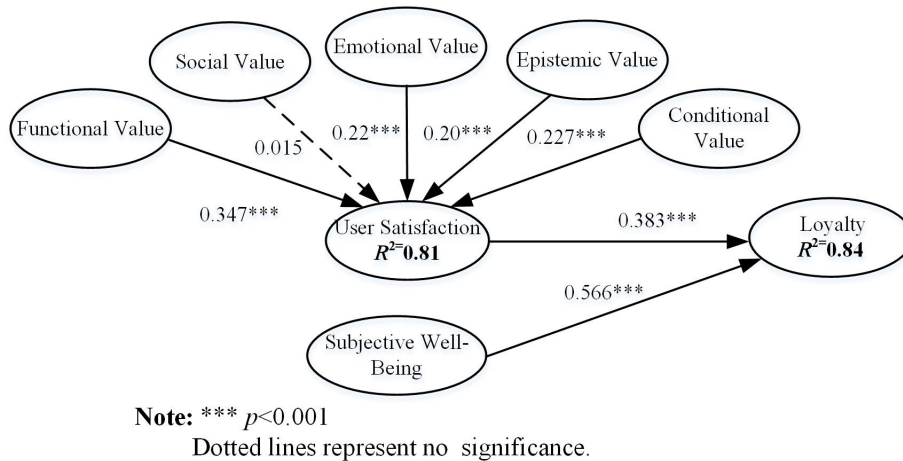 Emotional Value
Social Value
Epistemic Value
Functional Value
Conditional
Value
0.015
0.22***
0.20***
0.227***
0.347***
User Satisfaction
R²⁼0.81
0.383***
Loyalty
R²⁼0.84
0.566***
Subjective Well-
Being
Note: *** p<0.001
Dotted lines represent no significance.